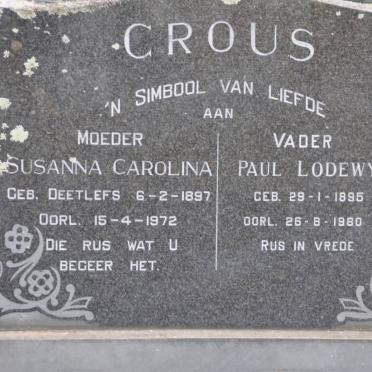 CROUS
'N SIMBOOL VAN LIEFDE
AAN
MOEDER
SUSANNA CAROLINA
GEB. DEETLEFS 6-2-1897
OORL. 15-4-1972
DIE RUS WAT U
BEGEER HET.
VADER
PAUL LODEWY
GEB. 29-1-1895
OORL. 26-6-1980
RUS IN VREDE